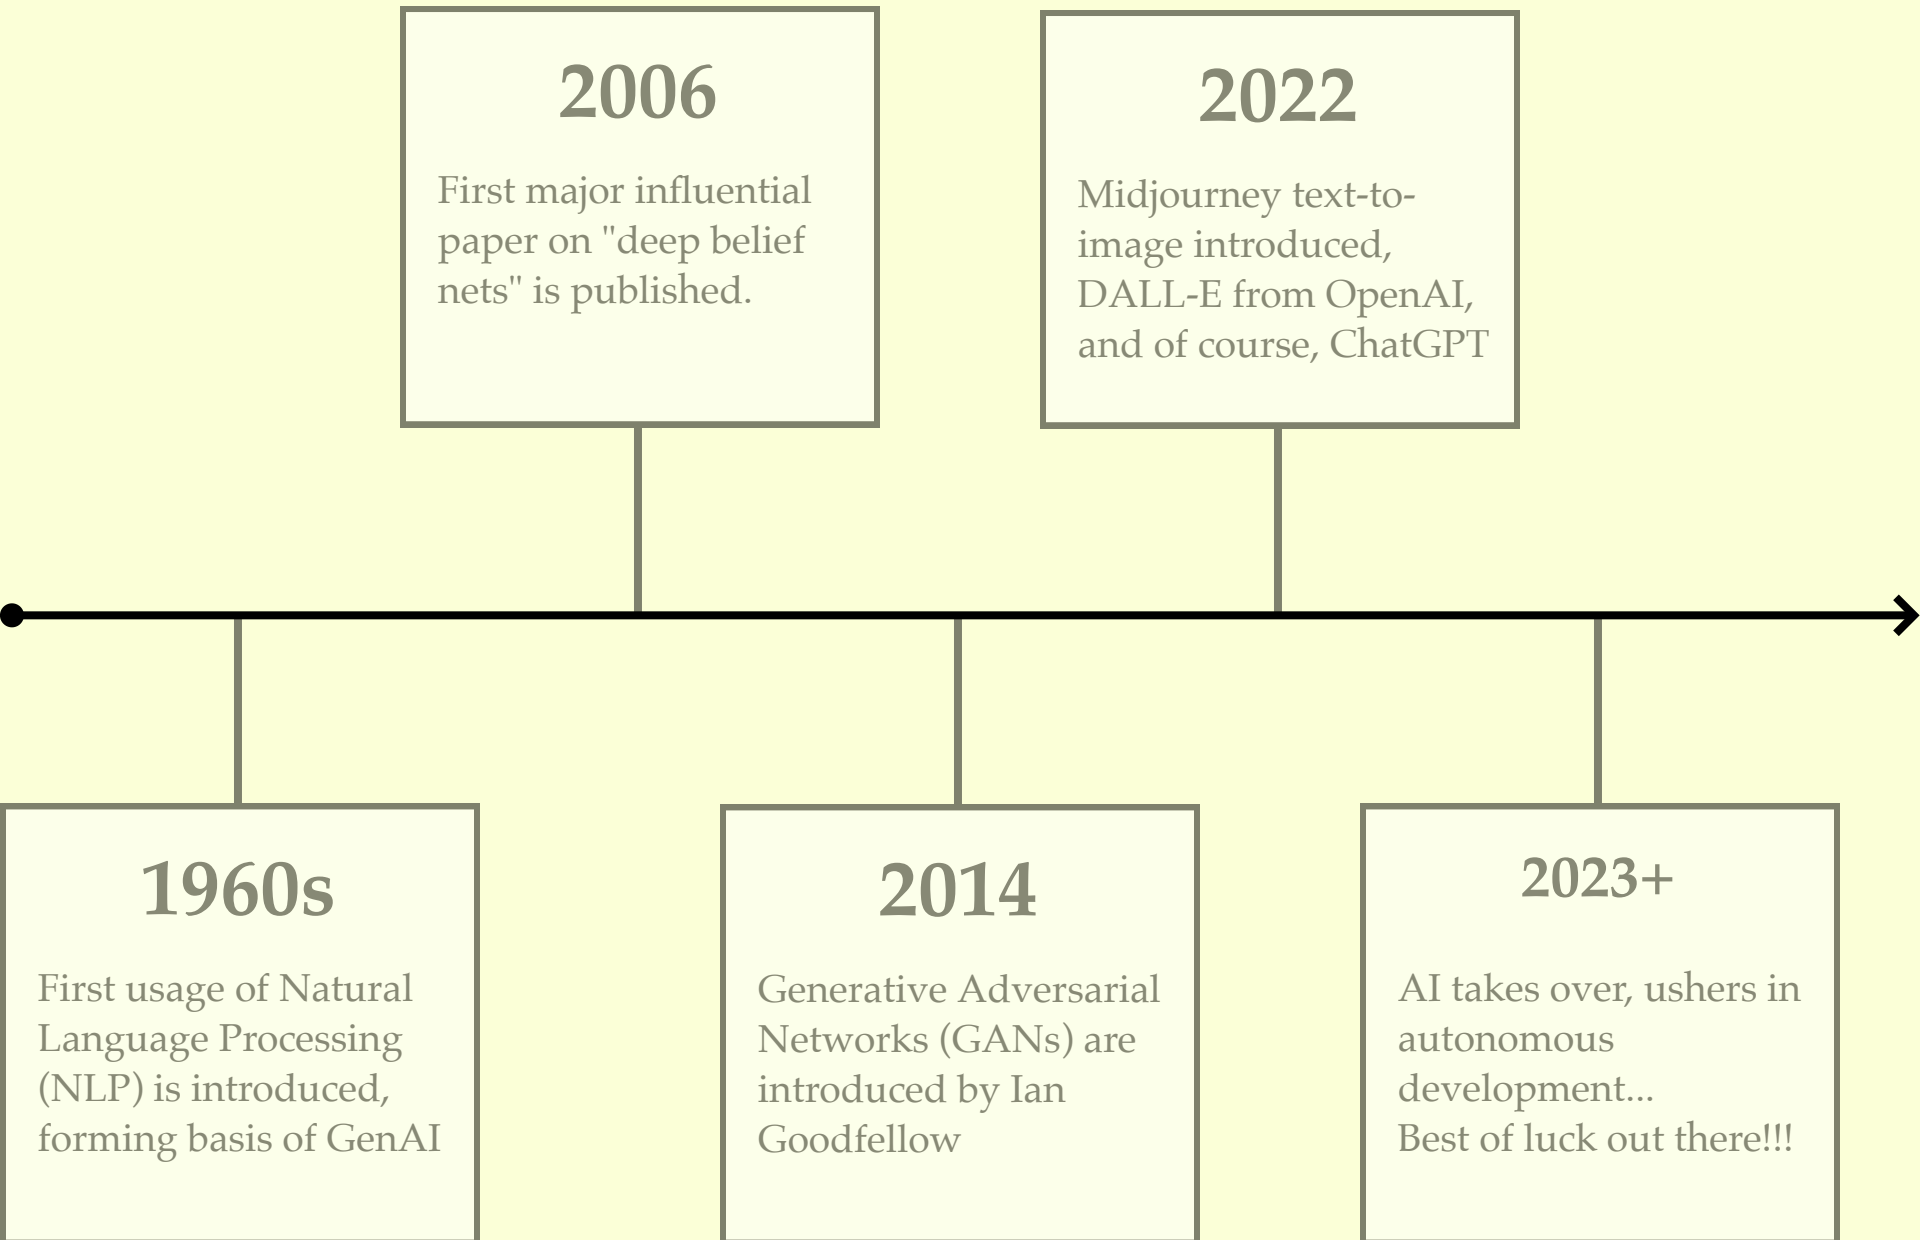 2006
First major influential
paper on "deep belief
nets" is published.
2022
Midjourney text-to-
image introduced,
DALL-E from OpenAI,
and of course, ChatGPT
1960s
First usage of Natural
Language Processing
(NLP) is introduced,
forming basis of GenAI
2014
Generative Adversarial
Networks (GANs) are
introduced by Ian
Goodfellow
2023+
AI takes over, ushers in
autonomous
development...
Best of luck out there!!!